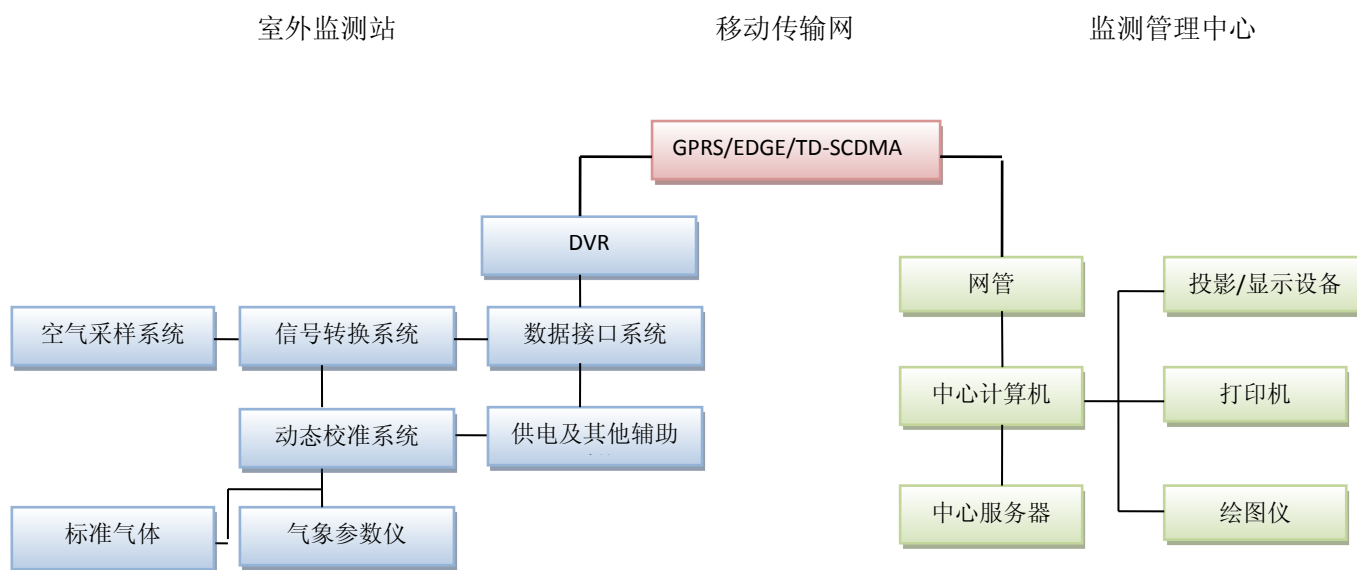 室外监测站
移动传输网
监测管理中心
GPRS/EDGE/TD-SCDMA
DVR
网管
投影/显示设备
空气采样系统
信号转换系统
数据接口系统
中心计算机
打印机
动态校准系统
供电及其他辅助
标准气体
气象参数仪
中心服务器
绘图仪